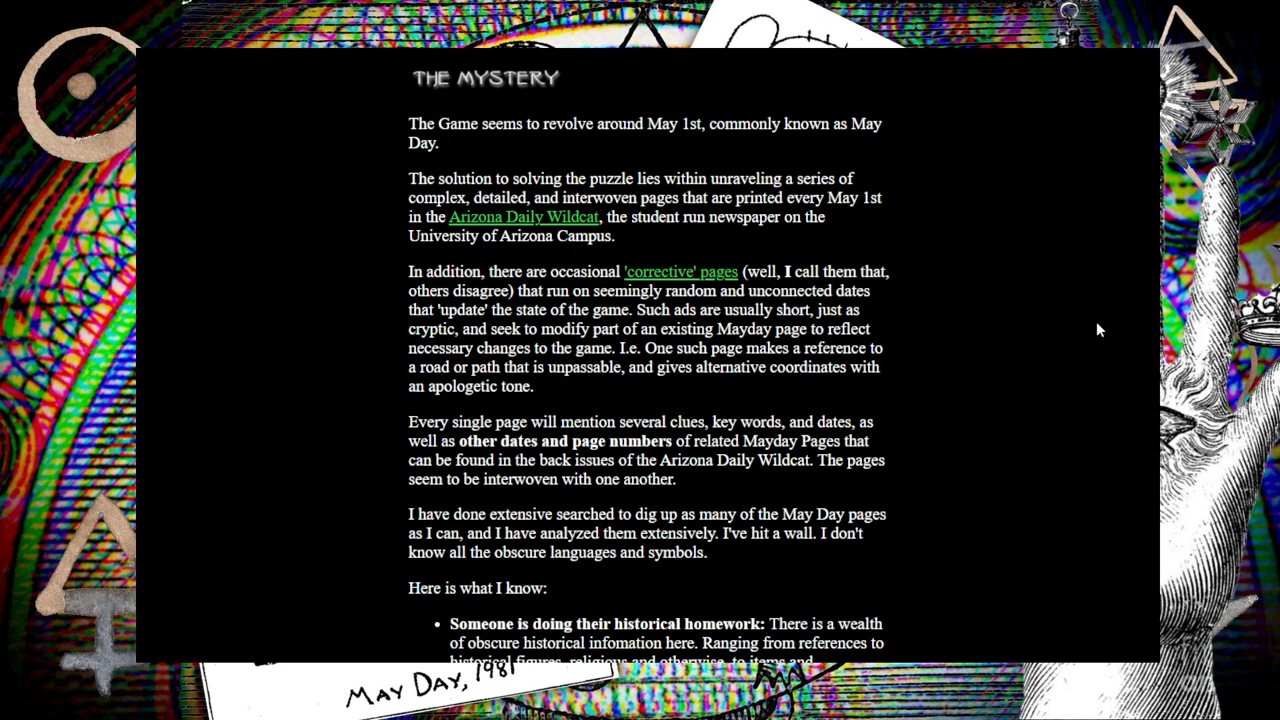 THE MYSTERY
The Game seems to revolve around May 1st, commonly known as May
Day.
The solution to solving the puzzle lies within unraveling a series of
complex, detailed, and interwoven pages that are printed every May 1st
in the Arizona Daily Wildcat, the student run newspaper on the
University of Arizona Campus.
In addition, there are occasional 'corrective' pages (well, I call them that,
others disagree) that run on seemingly random and unconnected dates
that 'update' the state of the game. Such ads are usually short, just as
cryptic, and seek to modify part of an existing Mayday page to reflect
necessary changes to the game. I.e. One such page makes a reference to
a road or path that is unpassable, and gives alternative coordinates with
an apologetic tone.
Every single page will mention several clues, key words, and dates, as
well as other dates and page numbers of related Mayday Pages that
can be found in the back issues of the Arizona Daily Wildcat. The pages
seem to be interwoven with one another.
I have done extensive searched to dig up as many of the May Day pages
as I can, and I have analyzed them extensively. I've hit a wall. I don't
know all the obscure languages and symbols.
Here is what I know:
• Someone is doing their historical homework: There is a wealth
of obscure historical infomation here. Ranging from references to
historical figures, religious and otherwise, to items and
MAY DAY, 1981